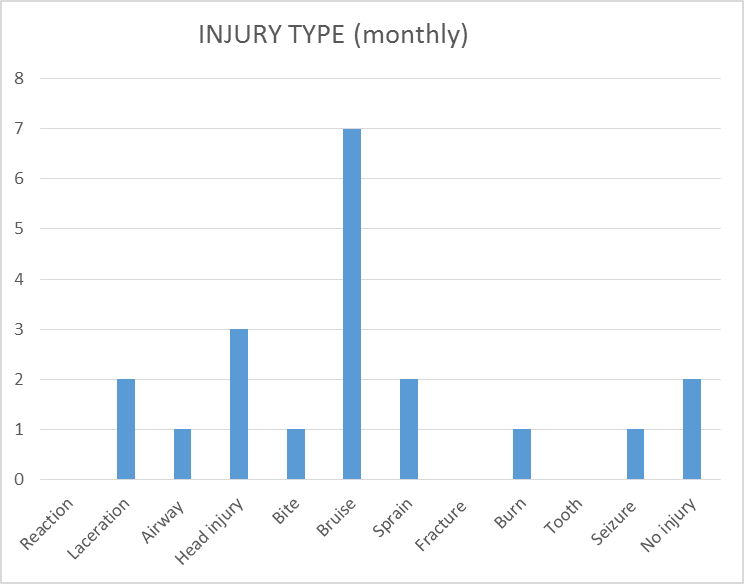 INJURY TYPE (monthly)
8
7
6
5
4
3
2
1
0
Reaction
Laceration
Airway
Head injury
Bite
Bruise
Sprain
Fracture
Burn
Tooth
Seizure
No injury